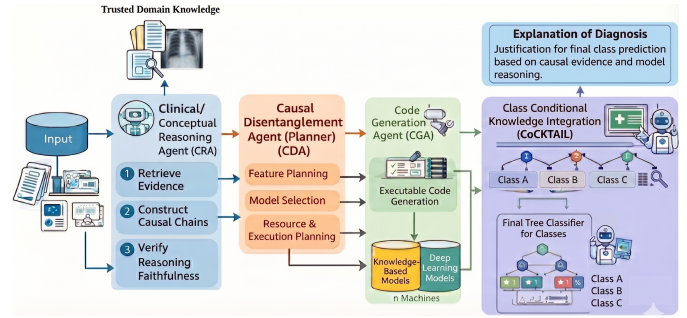 Trusted Domain Knowledge
Explanation of Diagnosis
Justification for final class prediction
based on causal evidence and model
reasoning.
Input
Clinical/
Conceptual
Reasoning
Agent (CRA)
1 Retrieve
Evidence
2 Construct
Causal Chains
3 Verify
Reasoning
Faithfulness
Causal
Disentanglement
Agent (Planner)
(CDA)
Feature Planning
Model Selection
Resource &
Execution Planning
Code
Generation
Agent (CGA)
Executable Code
Generation
Knowledge-
Based Models
Deep
Learning
Models
n Machines
Class Conditional
Knowledge Integration
(CoCKTAIL)
Class A
Class B
Class C
Final Tree Classifier
for Classes
1
1
1 %
Class A
Class B
Class C